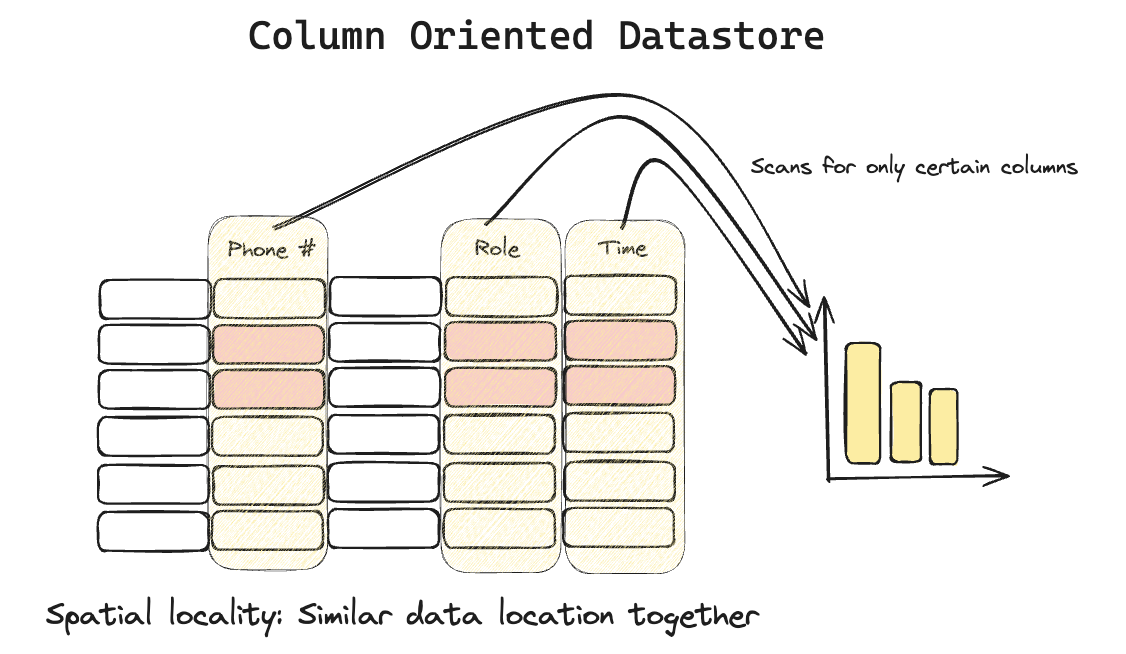 Column Oriented Datastore
Scans for only certain columns
Phone # Role Time
Spatial locality: Similar data location together